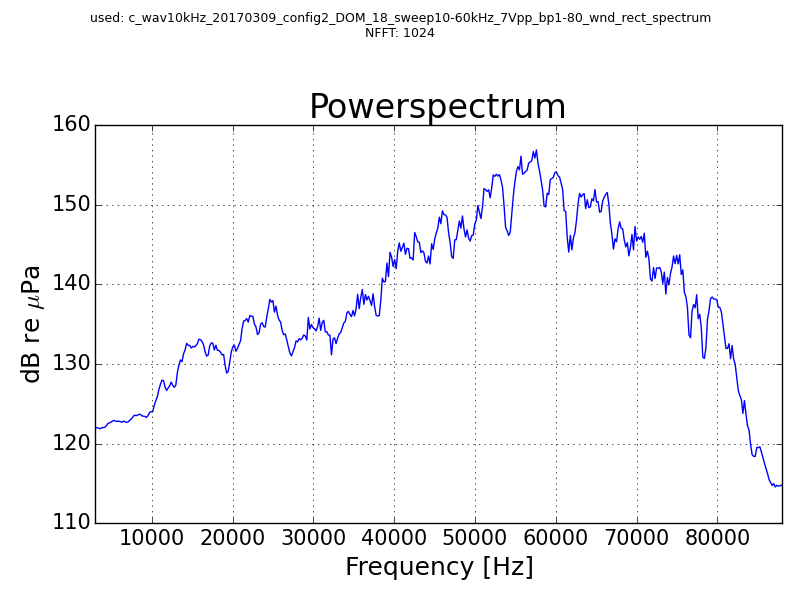 used: c_wav10kHz_20170309_config2_DOM_18_sweep10-60kHz_7Vpp_bp1-80_wnd_rect_spectrum
NFFT: 1024
Powerspectrum
160
150
140
130
120
110
dB re μPa
10000 20000 30000 40000 50000 60000 70000 80000
Frequency [Hz]